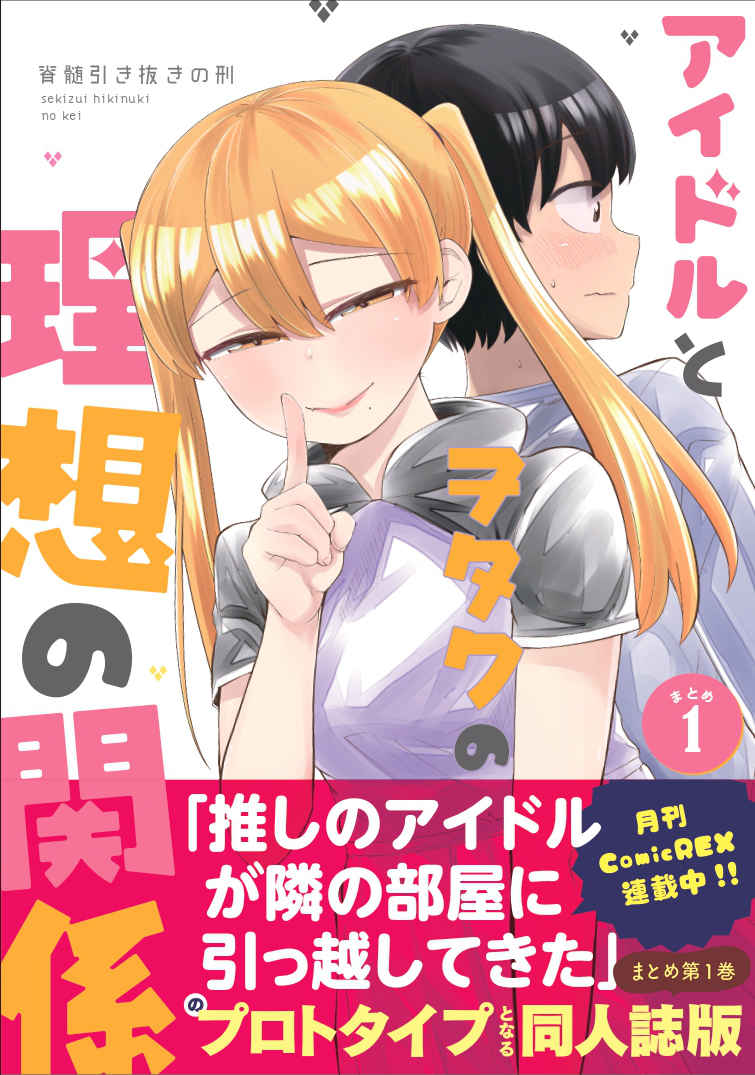 脊髄引き抜きの刑
sekizui hikinuki
no kei
アイドルと
ヲタクの
理想の関係
まとめ
1
「推しのアイドル
が隣の部屋に
引っ越してきた」
のプロトタイプとなる同人誌版
月刊
ComicREX
連載中!!
まとめ第1巻